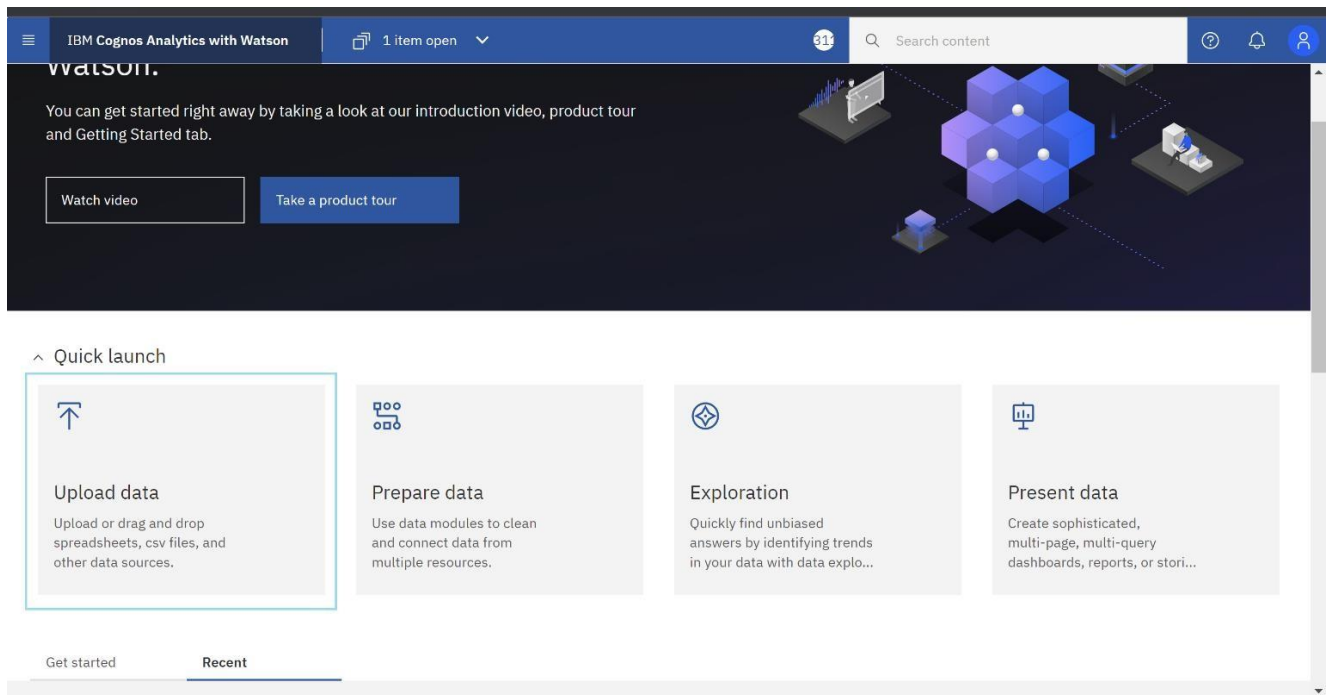 IBM Cognos Analytics with Watson
1 item open
311
Search content
Watson.
You can get started right away by taking a look at our introduction video, product tour
and Getting Started tab.
Watch video
Take a product tour
Quick launch
Upload data
Upload or drag and drop
spreadsheets, csv files, and
other data sources.
Prepare data
Use data modules to clean
and connect data from
multiple resources.
Exploration
Quickly find unbiased
answers by identifying trends
in your data with data explo...
Present data
Create sophisticated,
multi-page, multi-query
dashboards, reports, or stori...
Get started
Recent